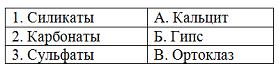 1. Силикаты А. Кальцит
2. Карбонаты Б. Гипс
3. Сульфаты В. Ортоклаз